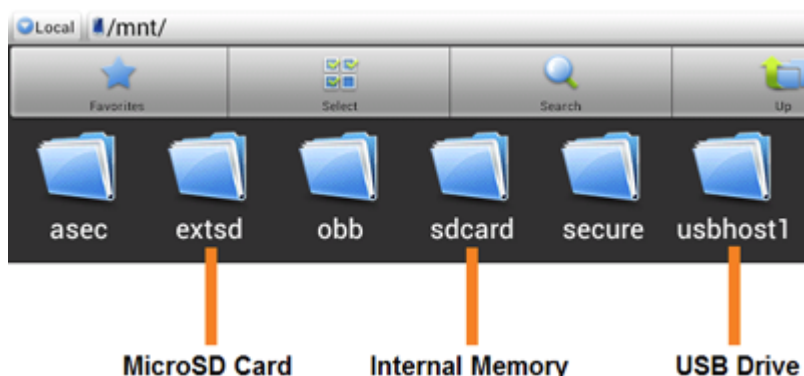 Local /mnt/
Favorites Select Search Up
asec extsd obb sdcard secure usbhost1
MicroSD Card Internal Memory USB Drive